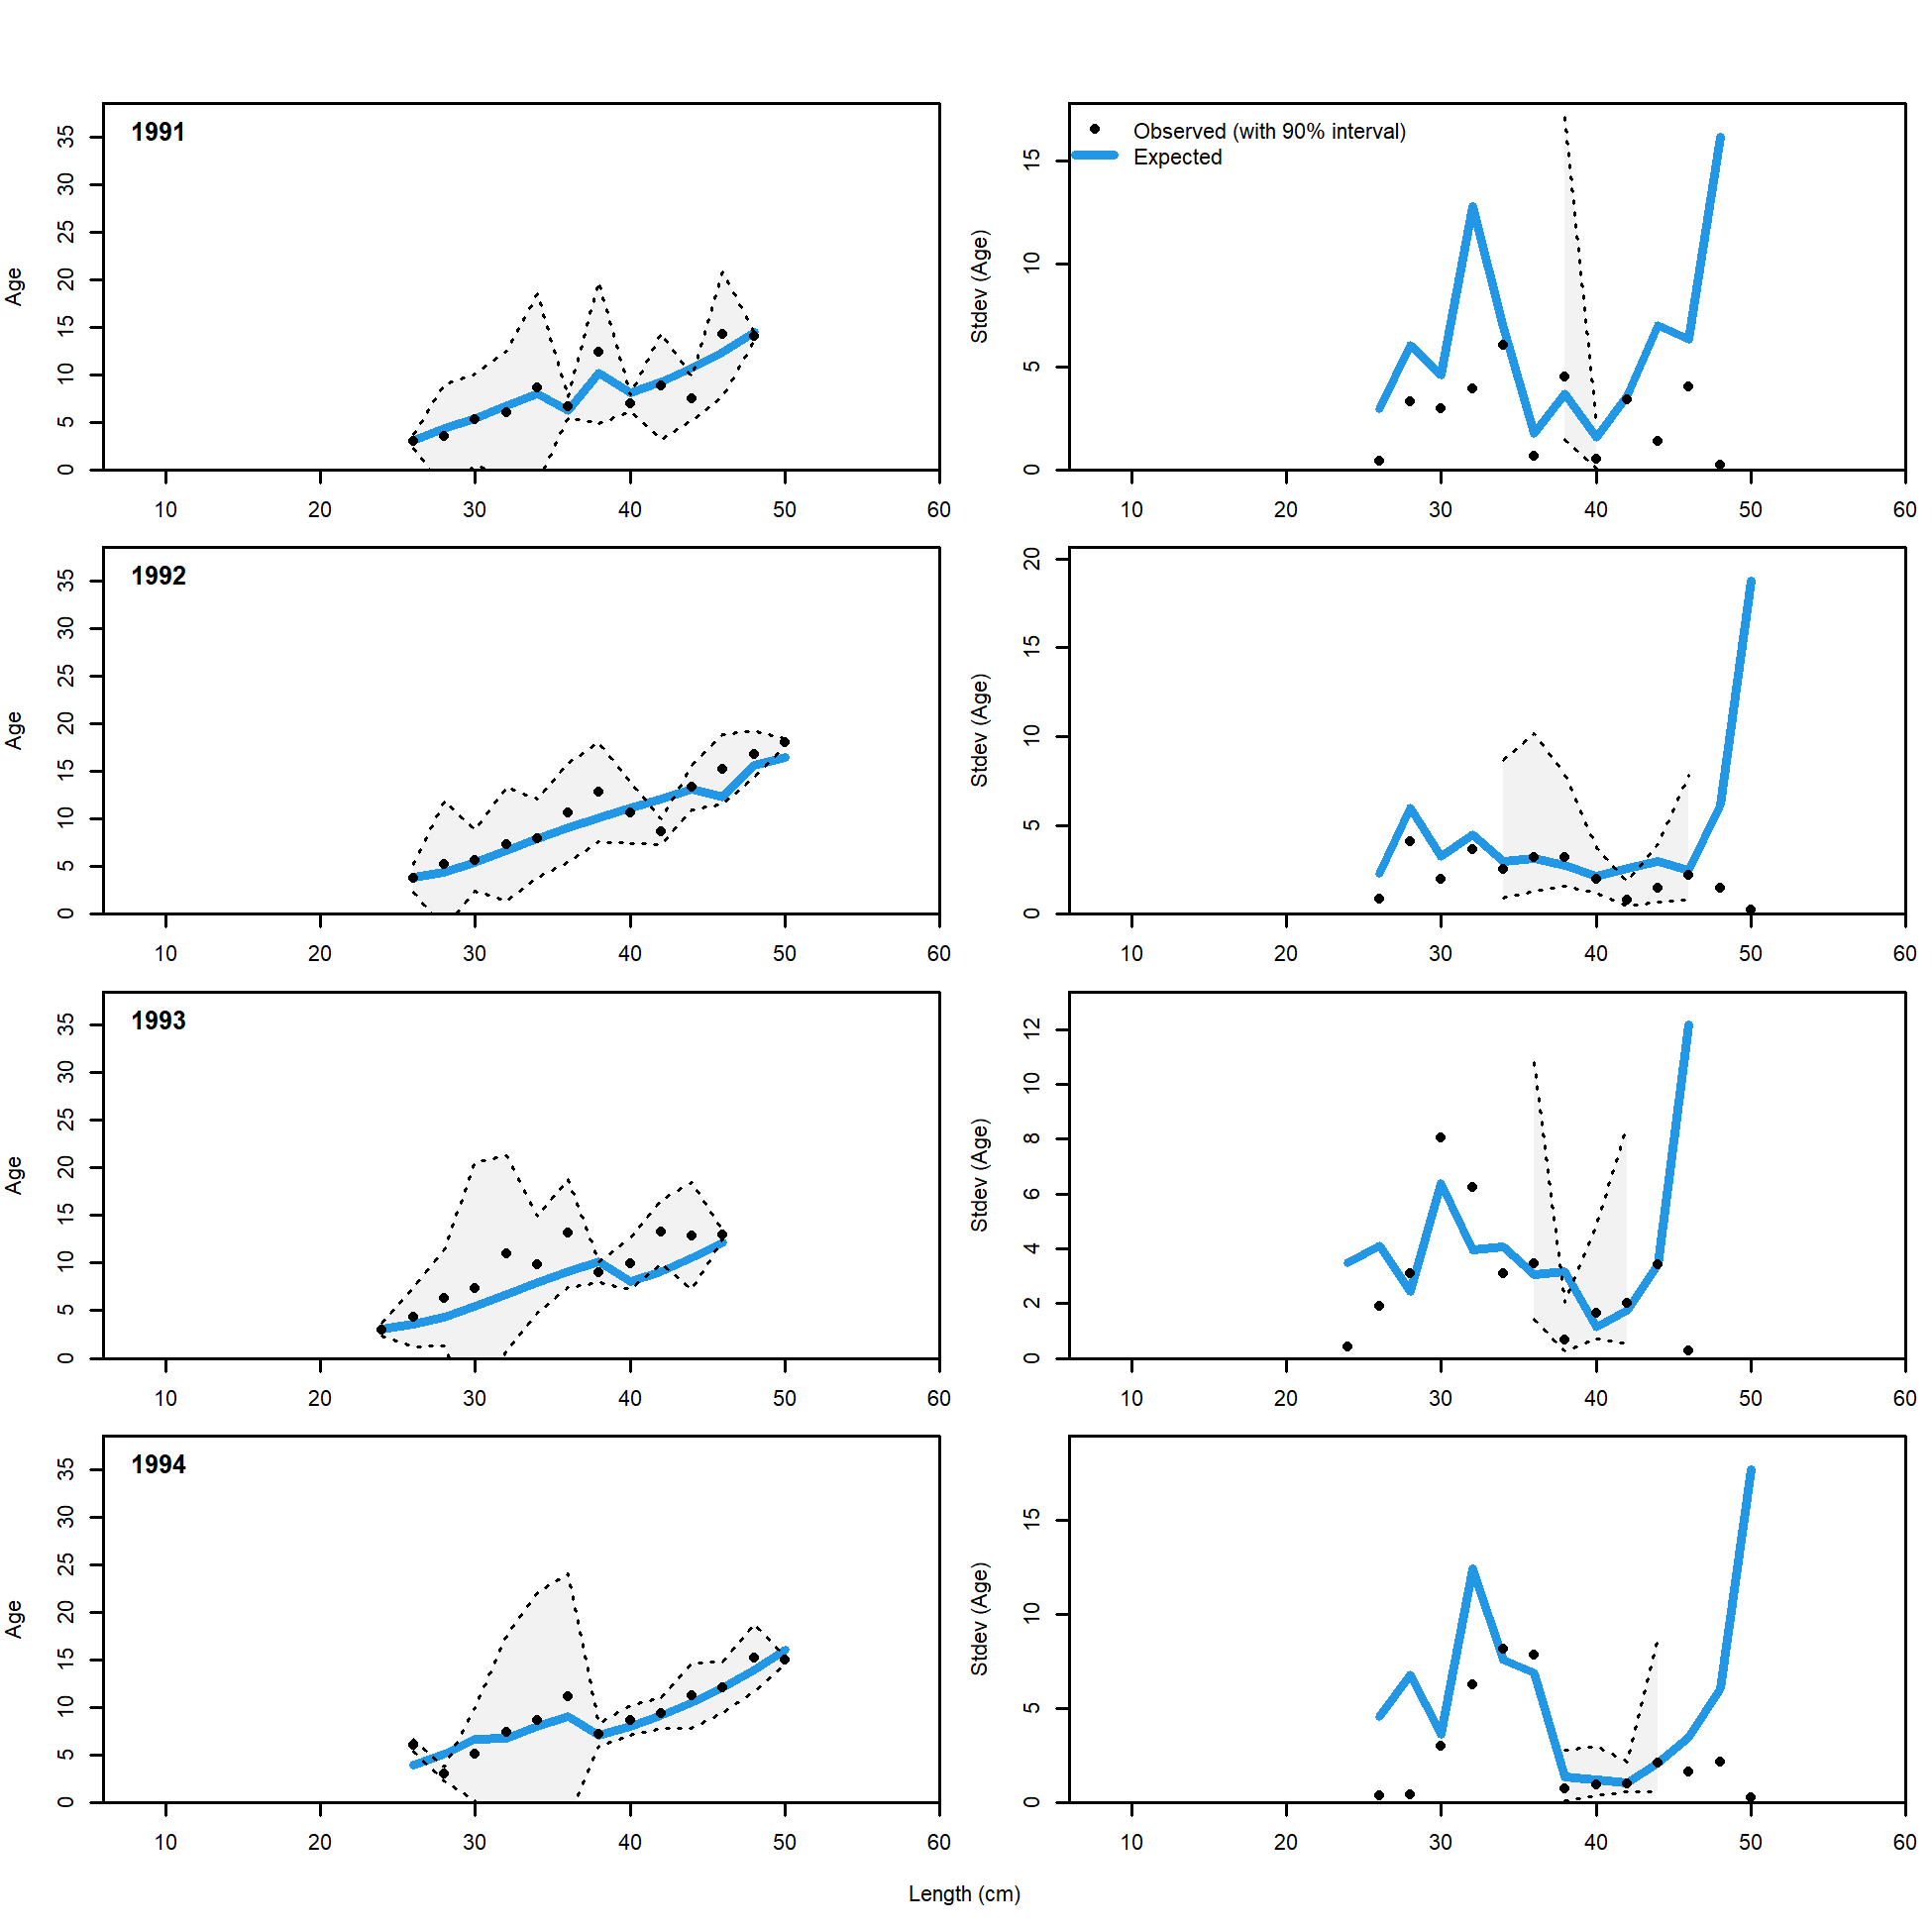 1991
Age
0 5 10 15 20 25 30 35
10 20 30 40 50 60
Observed (with 90% interval)
Expected
Stdev (Age)
0 5 10 15
10 20 30 40 50 60
1992
Age
0 5 10 15 20 25 30 35
10 20 30 40 50 60
Stdev (Age)
0 5 10 15 20
10 20 30 40 50 60
1993
Age
0 5 10 15 20 25 30 35
10 20 30 40 50 60
Stdev (Age)
0 2 4 6 8 10 12
10 20 30 40 50 60
1994
Age
0 5 10 15 20 25 30 35
10 20 30 40 50 60
Stdev (Age)
0 5 10 15
10 20 30 40 50 60
Length (cm)